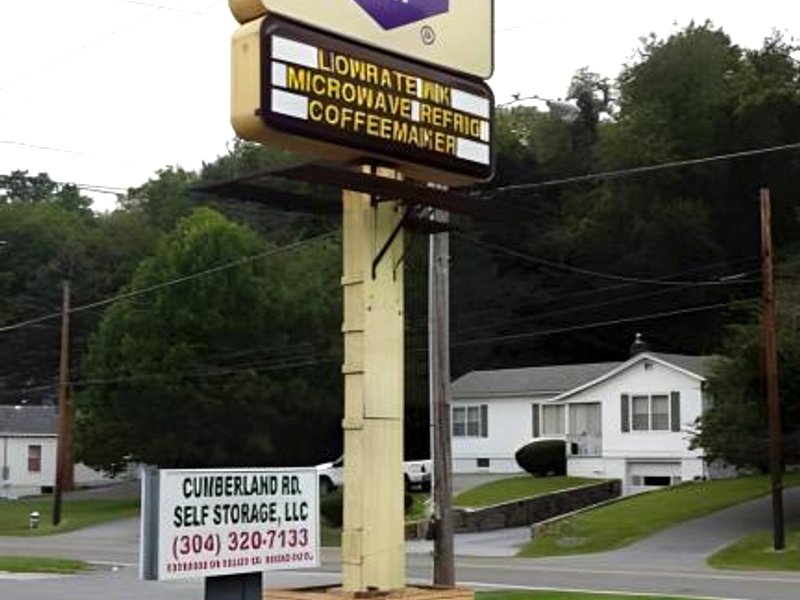 ®
LOWRATE WK
MICROWAVE REFRIG
COFFEEMAKER
CUMBERLAND RD.
SELF STORAGE, LLC
(304) 320-7133